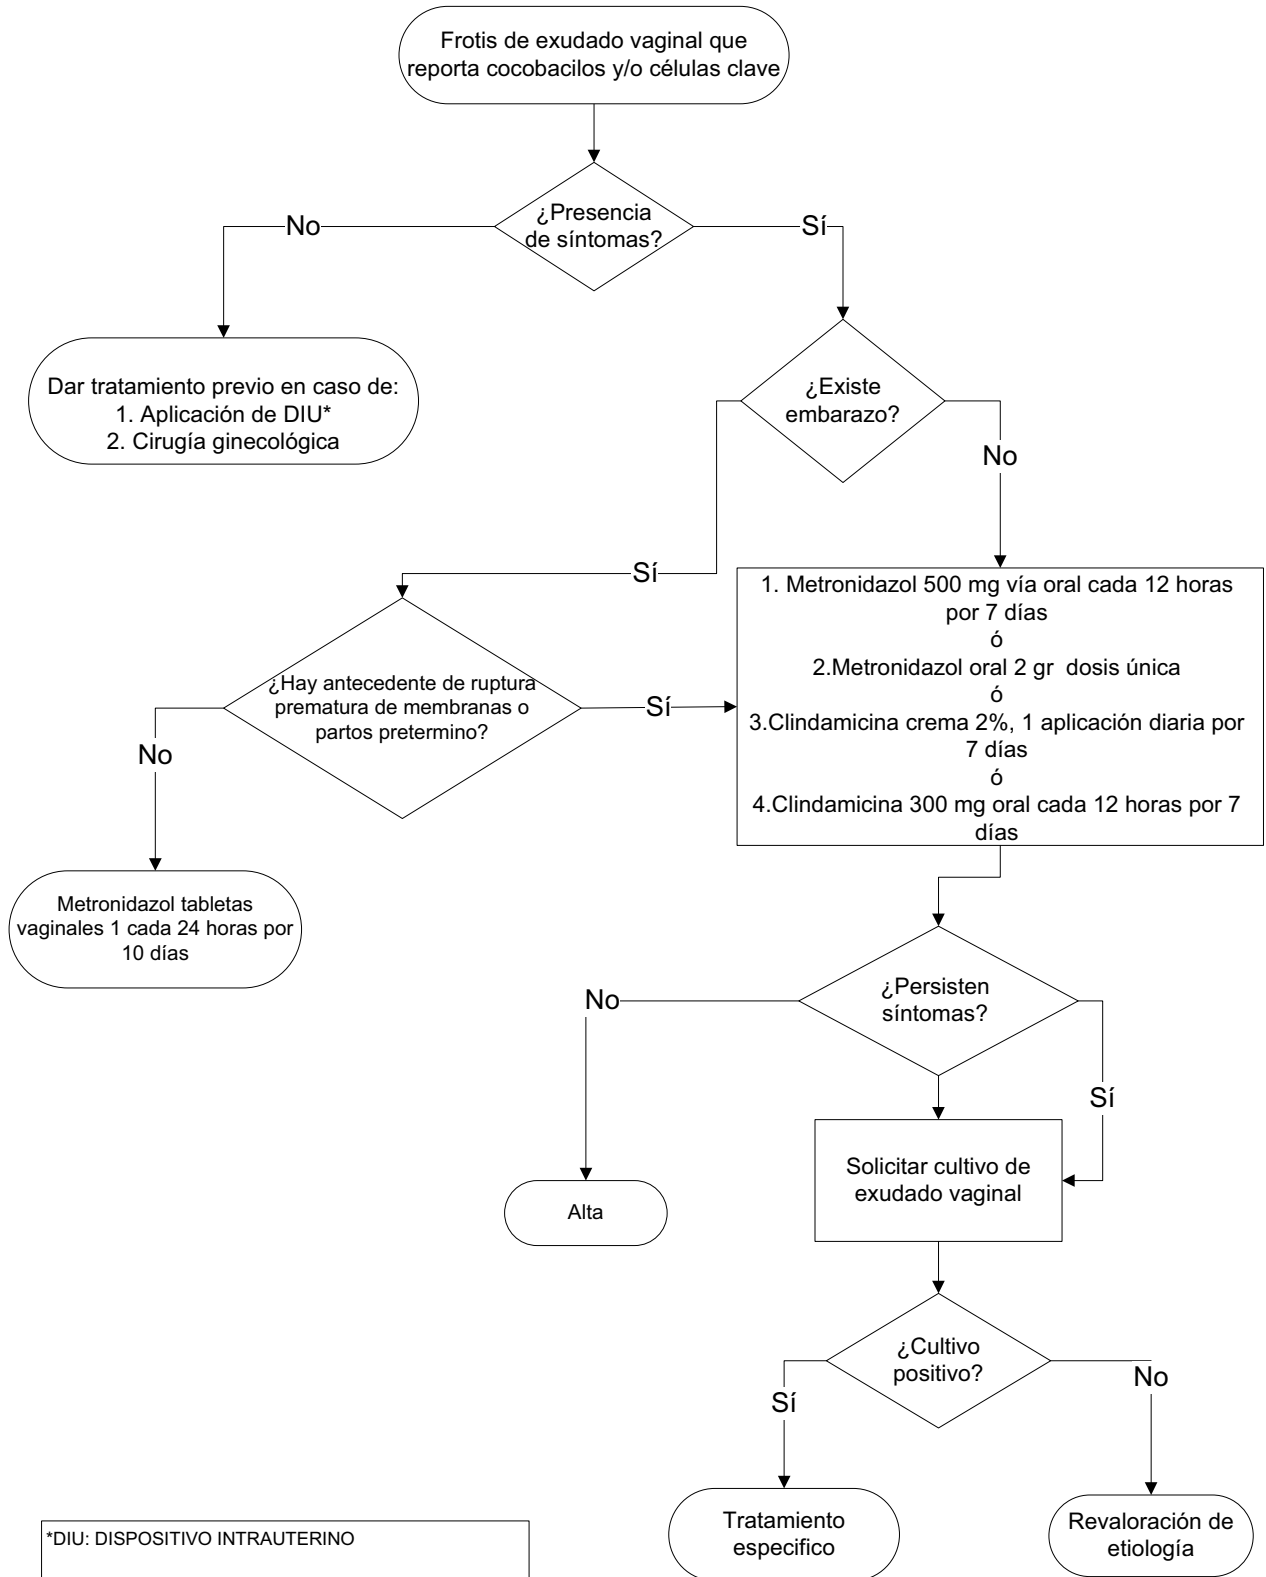 Frotis de exudado vaginal que
reporta cocobacilos y/o células clave
¿Presencia
de síntomas?
No
Sí
Dar tratamiento previo en caso de:
1. Aplicación de DIU*
2. Cirugía ginecológica
¿Existe
embarazo?
No
Sí
¿Hay antecedente de ruptura
prematura de membranas o
partos pretermino?
Sí
No
1. Metronidazol 500 mg vía oral cada 12 horas
por 7 días
ó
2.Metronidazol oral 2 gr  dosis única
ó
3.Clindamicina crema 2%, 1 aplicación diaria por
7 días
ó
4.Clindamicina 300 mg oral cada 12 horas por 7
días
Metronidazol tabletas
vaginales 1 cada 24 horas por
10 días
¿Persisten
síntomas?
No
Sí
Solicitar cultivo de
exudado vaginal
Alta
¿Cultivo
positivo?
Sí
No
Tratamiento
especifico
Revaloración de
etiología
*DIU: DISPOSITIVO INTRAUTERINO